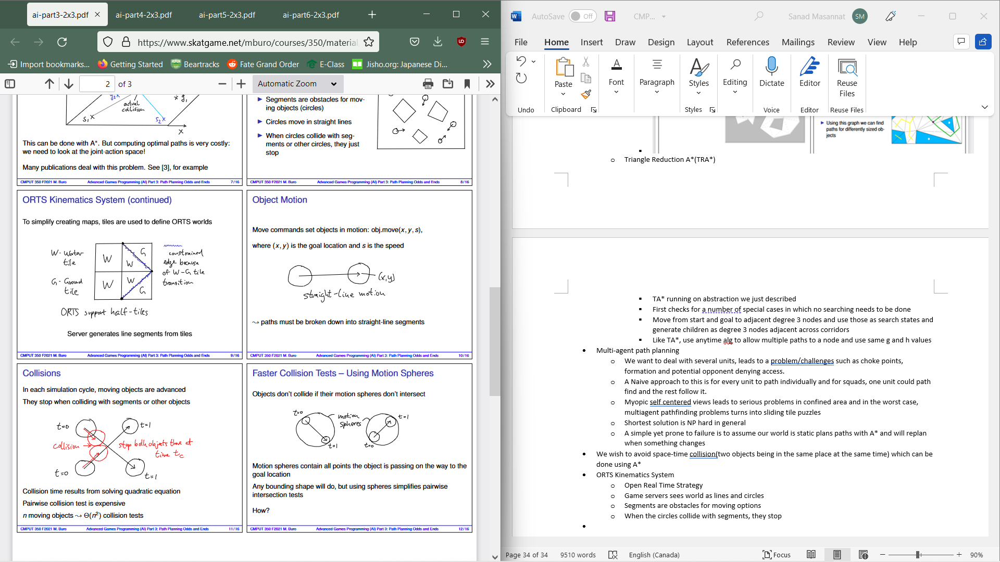 ai-part3-2x3.pdf
ai-part4-2x3.pdf
ai-part5-2x3.pdf
ai-part6-2x3.pdf
https://www.skatgame.net/mburo/courses/350/material
Import bookmarks...
Getting Started
Beartracks
Fate Grand Order
E-Class
Jisho.org: Japanese Di...
2 of 3
Automatic Zoom
actual
collision
S₁ x
S₂ x
x g₁
X
This can be done with A*. But computing optimal paths is very costly:
we need to look at the joint-action space!
Many publications deal with this problem. See [3], for example
CMPUT 350 F2021 M. Buro Advanced Games Programming (AI) Part 3: Path Planning Odds and Ends 7/16
Segments are obstacles for mov-
ing objects (circles)
Circles move in straight lines
When circles collide with seg-
ments or other circles, they just
stop
CMPUT 350 F2021 M. Buro Advanced Games Programming (AI) Part 3: Path Planning Odds and Ends 8/16
ORTS Kinematics System (continued)
To simplify creating maps, tiles are used to define ORTS worlds
W - Water
tile
G - Ground
tile
W W G
W W G
constrained
edge because
of W-G tile
transition
ORTS support half-tiles
Server generates line segments from tiles
CMPUT 350 F2021 M. Buro Advanced Games Programming (AI) Part 3: Path Planning Odds and Ends 9/16
Object Motion
Move commands set objects in motion: obj.move(x, y, s),
where (x, y) is the goal location and s is the speed
(x,y)
straight-line motion
⇝ paths must be broken down into straight-line segments
CMPUT 350 F2021 M. Buro Advanced Games Programming (AI) Part 3: Path Planning Odds and Ends 10/16
Collisions
In each simulation cycle, moving objects are advanced
They stop when colliding with segments or other objects
t=0
t=1
collision
stop both objects there at
time tc
t=0
t=1
Collision time results from solving quadratic equation
Pairwise collision test is expensive
n moving objects ⇝ Θ(n²) collision tests
CMPUT 350 F2021 M. Buro Advanced Games Programming (AI) Part 3: Path Planning Odds and Ends 11/16
Faster Collision Tests – Using Motion Spheres
Objects don't collide if their motion spheres don't intersect
t=0
motion
spheres
t=1
t=1
t=0
Motion spheres contain all points the object is passing on the way to the
goal location
Any bounding shape will do, but using spheres simplifies pairwise
intersection tests
How?
CMPUT 350 F2021 M. Buro Advanced Games Programming (AI) Part 3: Path Planning Odds and Ends 12/16
AutoSave Off
CMP...
Sanad Masannat SM
File Home Insert Draw Design Layout References Mailings Review View Help
Paste
Font
Paragraph
Styles
Editing
Dictate
Editor
Reuse
Files
Undo
Clipboard
Styles
Voice
Editor
Reuse Files
Using this graph we can find
paths for differently sized ob-
jects
Triangle Reduction A*(TRA*)
TA* running on abstraction we just described
First checks for a number of special cases in which no searching needs to be done
Move from start and goal to adjacent degree 3 nodes and use those as search states and
generate children as degree 3 nodes adjacent across corridors
Like TA*, use anytime alg to allow multiple paths to a node and use same g and h values
Multi-agent path planning
We want to deal with several units, leads to a problem/challenges such as choke points,
formation and potential opponent denying access.
A Naive approach to this is for every unit to path individually and for squads, one unit could path
find and the rest follow it.
Myopic self centered views leads to serious problems in confined area and in the worst case,
multiagent pathfinding problems turns into sliding tile puzzles
Shortest solution is NP hard in general
A simple yet prone to failure is to assume our world is static plans paths with A* and will replan
when something changes
We wish to avoid space-time collision(two objects being in the same place at the same time) which can be
done using A*
ORTS Kinematics System
Open Real Time Strategy
Game servers sees world as lines and circles
Segments are obstacles for moving options
When the circles collide with segments, they stop
Page 34 of 34
9510 words
English (Canada)
Focus
90%